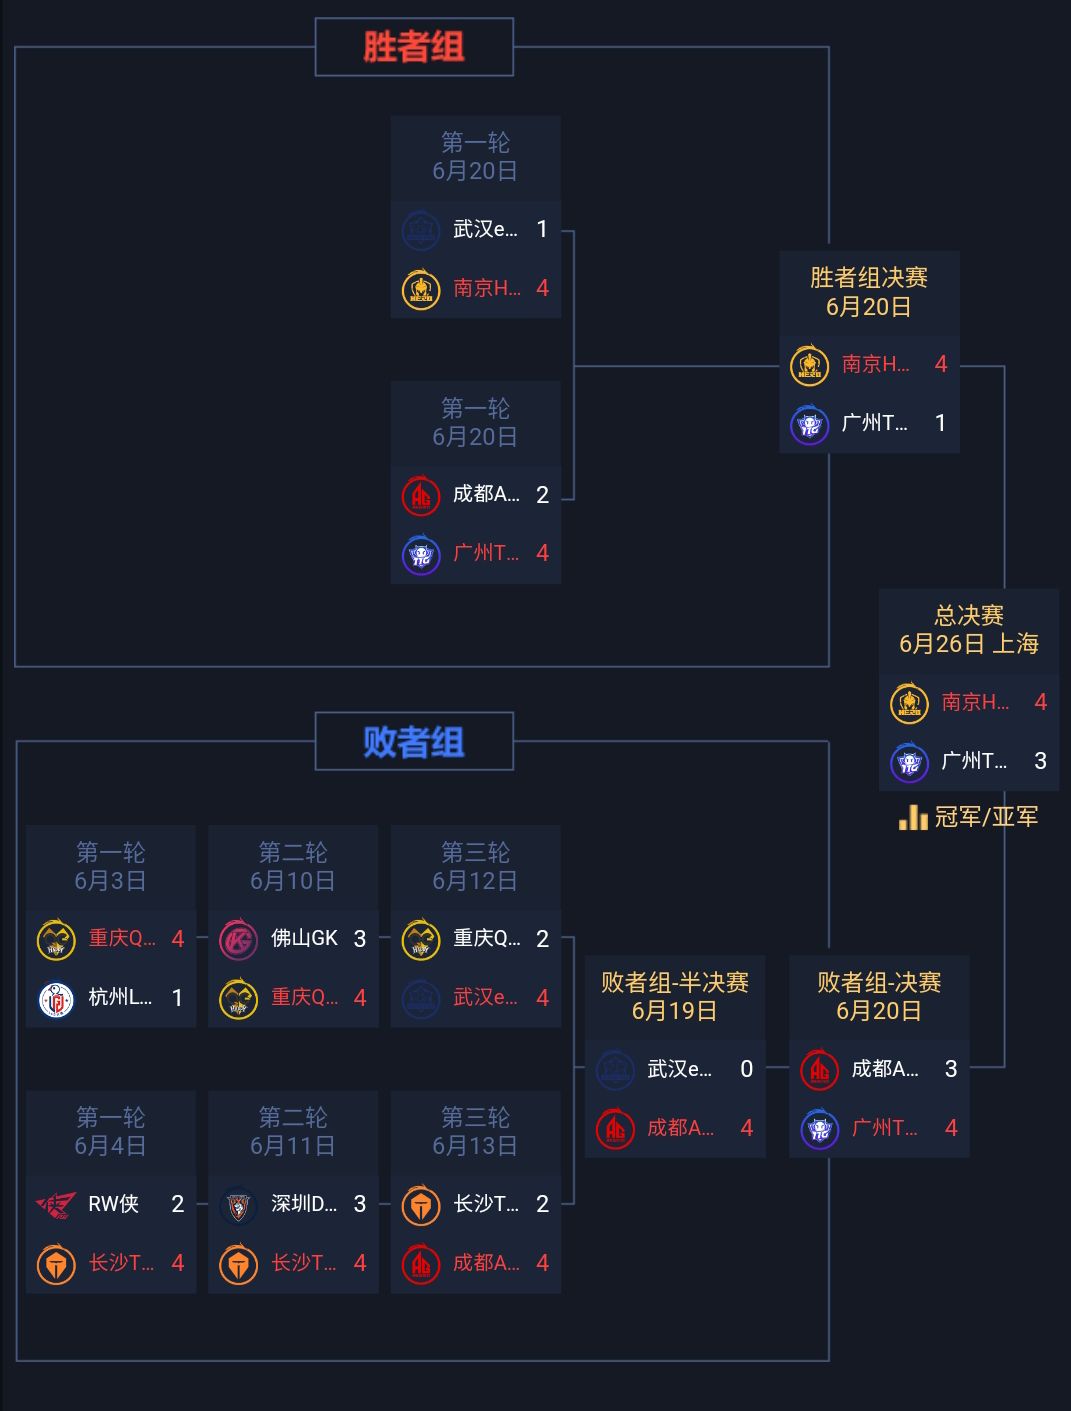 胜者组
第一轮
6月20日
武汉e... 1
南京H... 4
第一轮
6月20日
成都A... 2
广州T... 4
胜者组决赛
6月20日
南京H... 4
广州T... 1
总决赛
6月26日 上海
南京H... 4
广州T... 3
冠军/亚军
败者组
第一轮
6月3日
重庆Q... 4
杭州L... 1
第二轮
6月10日
佛山GK 3
重庆Q... 4
第三轮
6月12日
重庆Q... 2
武汉e... 4
第一轮
6月4日
RW侠 2
长沙T... 4
第二轮
6月11日
深圳D... 3
长沙T... 4
第三轮
6月13日
长沙T... 2
成都A... 4
败者组-半决赛
6月19日
武汉e... 0
成都A... 4
败者组-决赛
6月20日
成都A... 3
广州T... 4